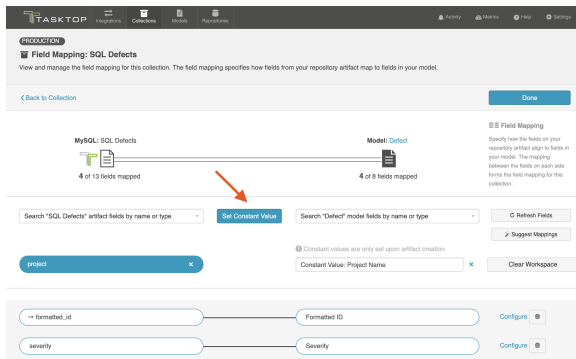 TASKTOP
Integrations
Collections
Models
Repositories
Activity
Metrics
Help
Settings
PRODUCTION
Field Mapping: SQL Defects
View and manage the field mapping for this collection. The field mapping specifies how fields from your repository artifact map to fields in your model.
Back to Collection
Done
MySQL: SQL Defects
Model: Defect
4 of 13 fields mapped
4 of 8 fields mapped
Field Mapping
Specify how the fields on your
repository artifact align to fields in
your model. The mapping
between the fields on each side
forms the field mapping for this
collection.
Search "SQL Defects" artifact fields by name or type
Set Constant Value
Search "Defect" model fields by name or type
Refresh Fields
Suggest Mappings
Constant values are only set upon artifact creation
project ×
Constant Value: Project Name ×
Clear Workspace
formatted_id
Formatted ID
Configure
severity
Severity
Configure